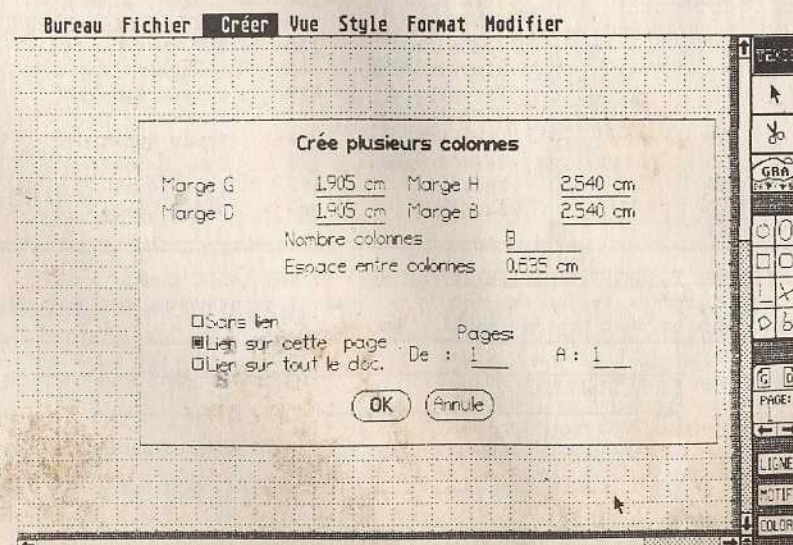 Bureau Fichier Créer Vue Style Format Modifier
Crée plusieurs colonnes
Marge G 1.905 cm Marge H 2.540 cm
Marge D 1.905 cm Marge B 2.540 cm
Nombre colonnes
Espace entre colonnes 0.635 cm
Sans lien
Lien sur cette page
Lien sur tout le doc.
Pages:
De : 1 A : 1
OK Annule
GRA
PAGE:
LIGNE
MOTIF
COLOR